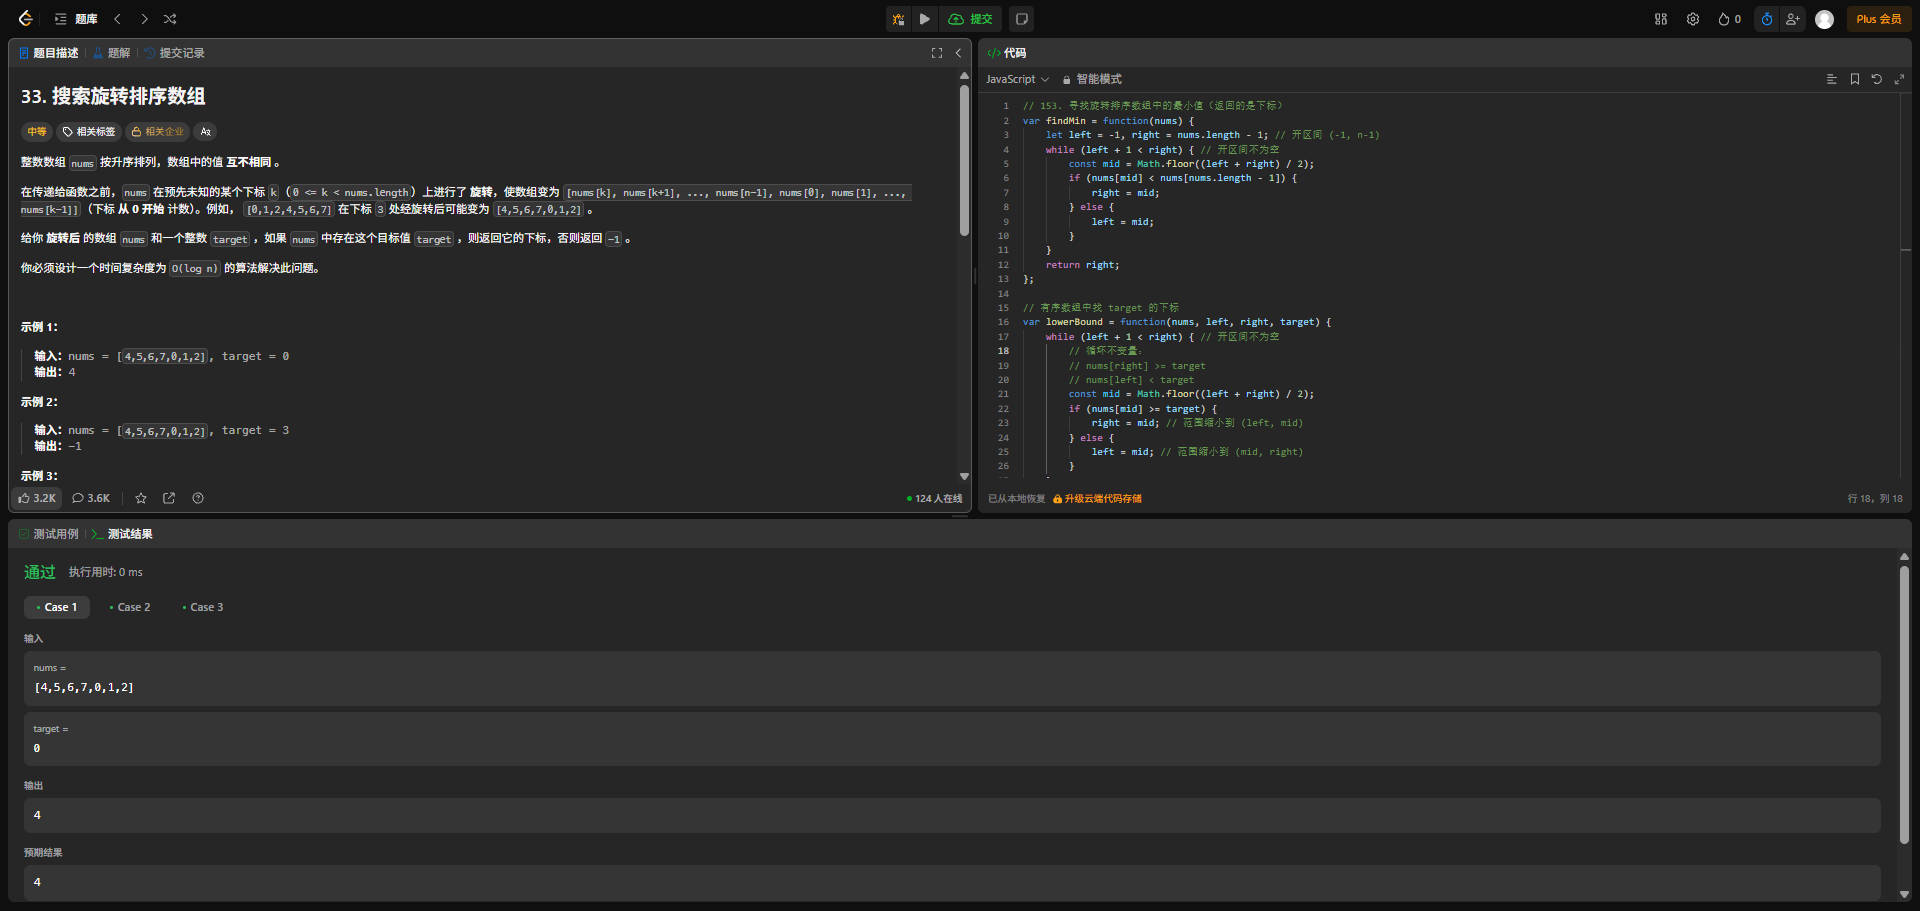 题库
提交
0
Plus 会员
题目描述
题解
提交记录
33. 搜索旋转排序数组
中等
相关标签
相关企业
整数数组 nums 按升序排列，数组中的值 互不相同 。
在传递给函数之前，nums 在预先未知的某个下标 k（0 <= k < nums.length）上进行了 旋转，使数组变为 [nums[k], nums[k+1], ..., nums[n-1], nums[0], nums[1], ...,
nums[k-1]]（下标 从 0 开始 计数）。例如， [0,1,2,4,5,6,7] 在下标 3 处经旋转后可能变为 [4,5,6,7,0,1,2] 。
给你 旋转后 的数组 nums 和一个整数 target ，如果 nums 中存在这个目标值 target ，则返回它的下标，否则返回 -1 。
你必须设计一个时间复杂度为 O(log n) 的算法解决此问题。
示例 1：
输入：nums = [4,5,6,7,0,1,2], target = 0
输出：4
示例 2：
输入：nums = [4,5,6,7,0,1,2], target = 3
输出：-1
示例 3：
3.2K
3.6K
124 人在线
</> 代码
JavaScript
智能模式
1 // 153. 寻找旋转排序数组中的最小值（返回的是下标）
2 var findMin = function(nums) {
3 let left = -1, right = nums.length - 1; // 开区间 (-1, n-1)
4 while (left + 1 < right) { // 开区间不为空
5 const mid = Math.floor((left + right) / 2);
6 if (nums[mid] < nums[nums.length - 1]) {
7 right = mid;
8 } else {
9 left = mid;
10 }
11 }
12 return right;
13 };
14
15 // 有序数组中找 target 的下标
16 var lowerBound = function(nums, left, right, target) {
17 while (left + 1 < right) { // 开区间不为空
18 // 循环不变量：
19 // nums[right] >= target
20 // nums[left] < target
21 const mid = Math.floor((left + right) / 2);
22 if (nums[mid] >= target) {
23 right = mid; // 范围缩小到 (left, mid)
24 } else {
25 left = mid; // 范围缩小到 (mid, right)
26 }
已从本地恢复
升级云端代码存储
行 18，列 18
测试用例
测试结果
通过
执行用时: 0 ms
Case 1
Case 2
Case 3
输入
nums =
[4,5,6,7,0,1,2]
target =
0
输出
4
预期结果
4